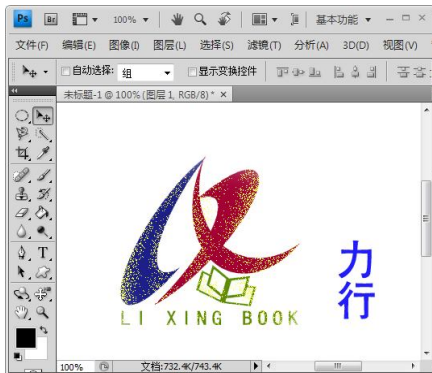 Ps Br 100% 基本功能
文件(F) 编辑(E) 图像(I) 图层(L) 选择(S) 滤镜(T) 分析(A) 3D(D) 视图(V)
自动选择: 组 显示变换控件
未标题-1 @ 100%(图层 1, RGB/8) * ×
T
力
行
LI XING BOOK
100% 文档:732.4K/743.4K